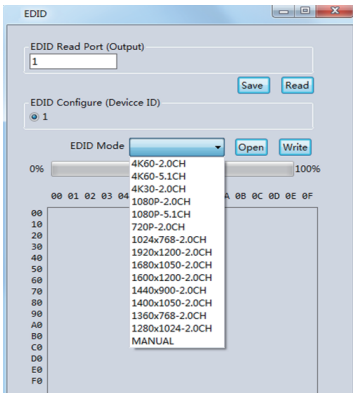 EDID
EDID Read Port (Output)
1
Save Read
EDID Configure (Devicce ID)
1
EDID Mode Open Write
0% 100%
4K60-2.0CH
4K60-5.1CH
4K30-2.0CH
1080P-2.0CH
1080P-5.1CH
720P-2.0CH
1024x768-2.0CH
1920x1200-2.0CH
1680x1050-2.0CH
1600x1200-2.0CH
1440x900-2.0CH
1400x1050-2.0CH
1360x768-2.0CH
1280x1024-2.0CH
MANUAL
00 01 02 03 04 A 0B 0C 0D 0E 0F
00
10
20
30
40
50
60
70
80
90
A0
B0
C0
D0
E0
F0